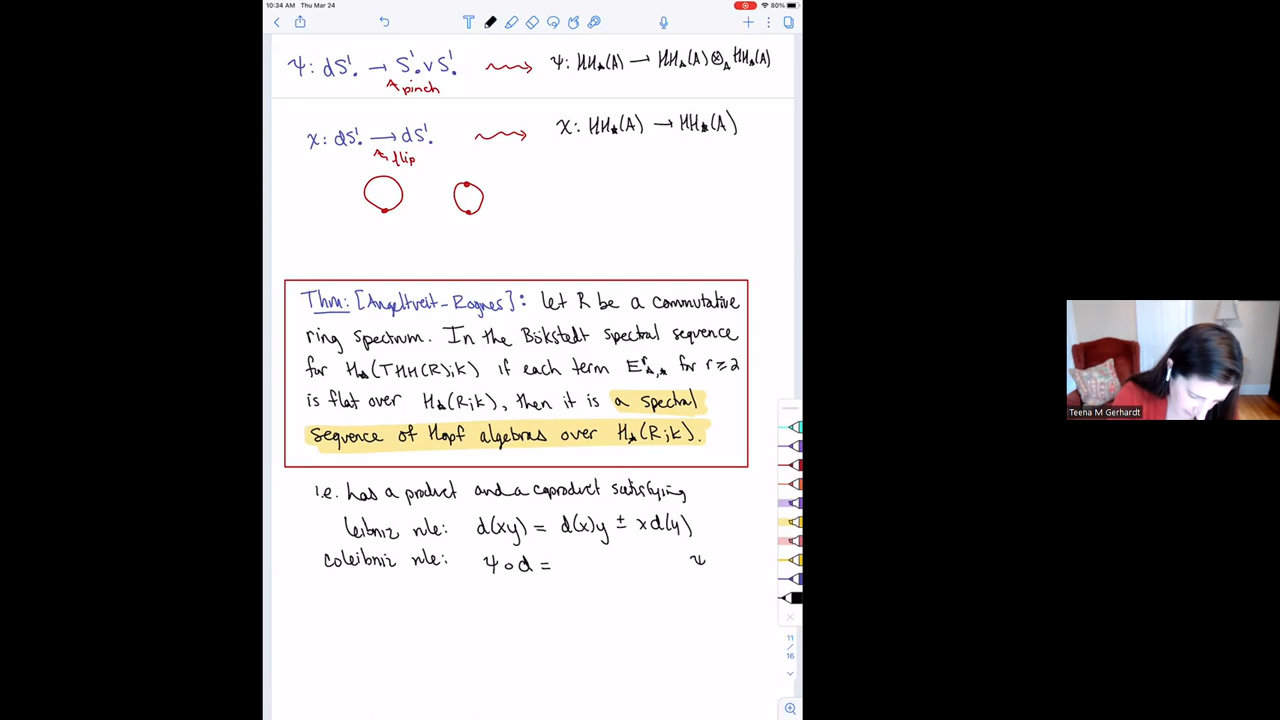 10:34 AM Thu Mar 24
80%
Ψ: dS¹. → S¹. ∨ S¹. ⇝ Ψ: HH⁎(A) → HH⁎(A) ⊗_A HH⁎(A)
pinch
χ: dS¹. → dS¹. ⇝ χ: HH⁎(A) → HH⁎(A)
flip
Thm: [Angeltveit-Rognes]: let R be a commutative
ring spectrum. In the Bökstedt spectral sequence
for H⁎(THH(R);k) if each term E^r_{⁎,⁎} for r ≥ 2
is flat over H⁎(R;k), then it is a spectral
sequence of Hopf algebras over H⁎(R;k).
i.e. has a product and a coproduct satisfying
Leibniz rule: d(xy) = d(x)y ± xd(y)
coleibniz rule: Ψ∘d = Ψ
Teena M Gerhardt
11
/
16